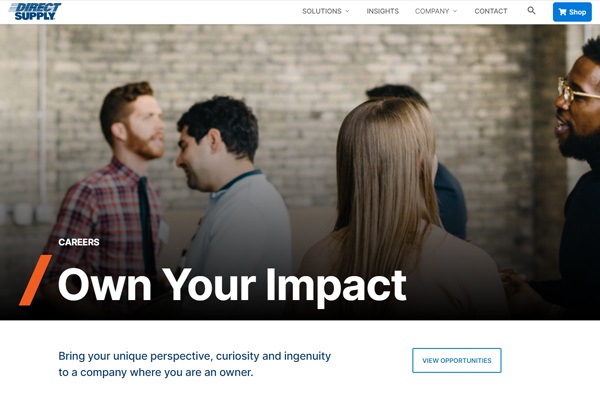 DIRECT
SUPPLY
SOLUTIONS
INSIGHTS
COMPANY
CONTACT
Shop
CAREERS
Own Your Impact
Bring your unique perspective, curiosity and ingenuity
to a company where you are an owner.
VIEW OPPORTUNITIES